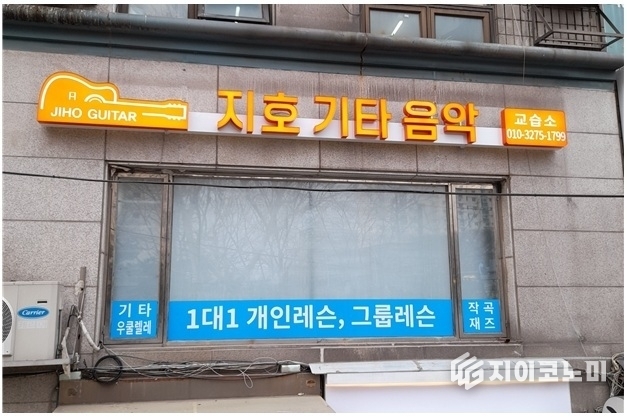 JIHO GUITAR
지호 기타 음악
교습소
010-3275-1799
기타
우쿨렐레
1대1 개인레슨, 그룹레슨
작곡
재즈
Carrier
지이코노미